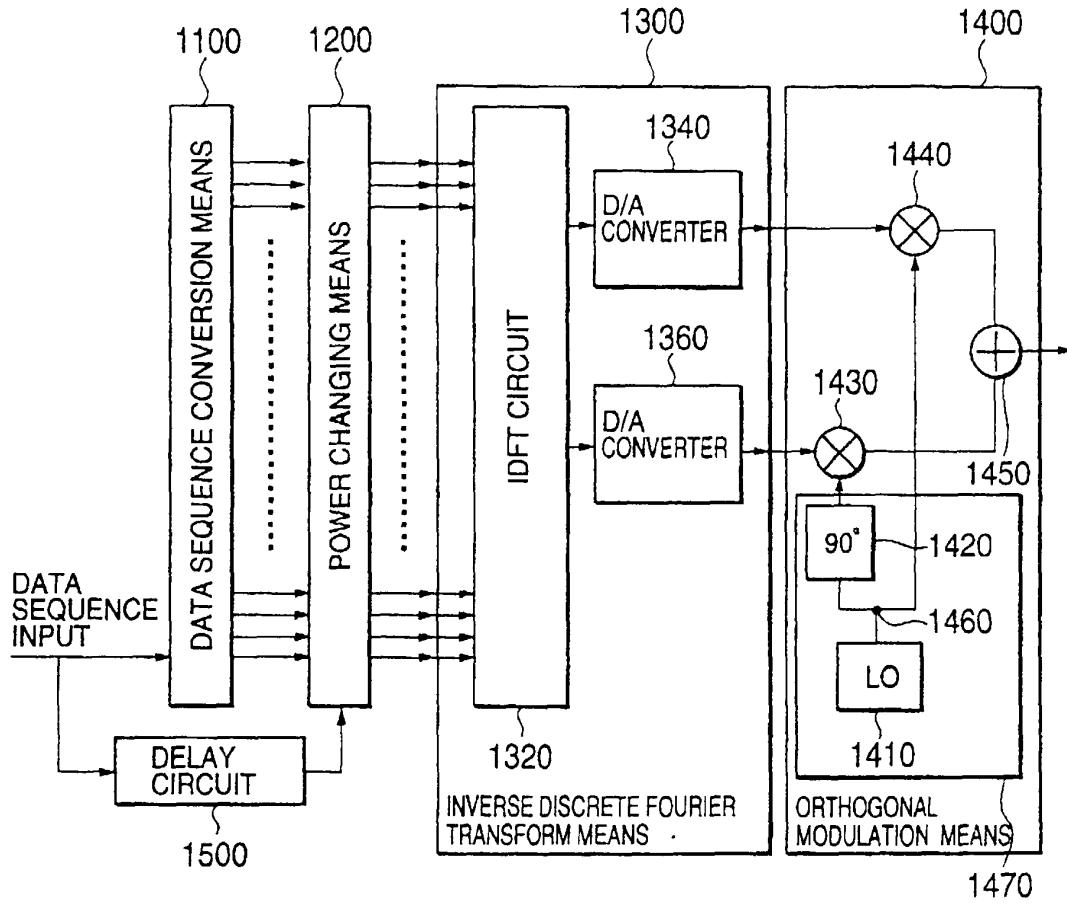 1100
1200
1300
1400
DATA SEQUENCE CONVERSION MEANS
POWER CHANGING MEANS
IDFT CIRCUIT
1340
D/A
CONVERTER
1440
1360
D/A
CONVERTER
1430
1450
90°
1420
1460
LO
1410
DATA
SEQUENCE
INPUT
DELAY
CIRCUIT
1500
1320
INVERSE DISCRETE FOURIER
TRANSFORM MEANS
ORTHOGONAL
MODULATION MEANS
1470